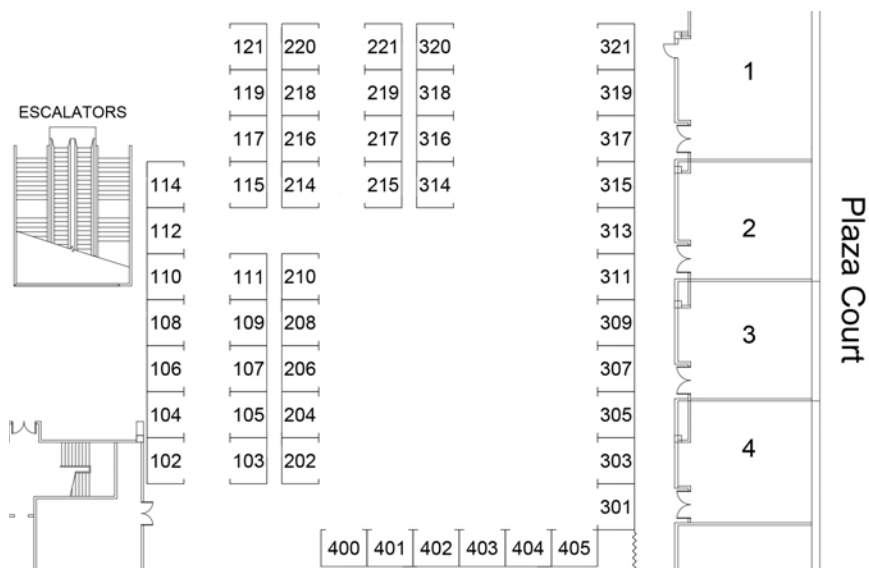 121 220 221 320 321
1
119 218 219 318 319
ESCALATORS
117 216 217 316 317
114 115 214 215 314 315
112 313
2
110 111 210 311
108 109 208 309
3
106 107 206 307
104 105 204 305
4
102 103 202 303
301
400 401 402 403 404 405
Plaza Court